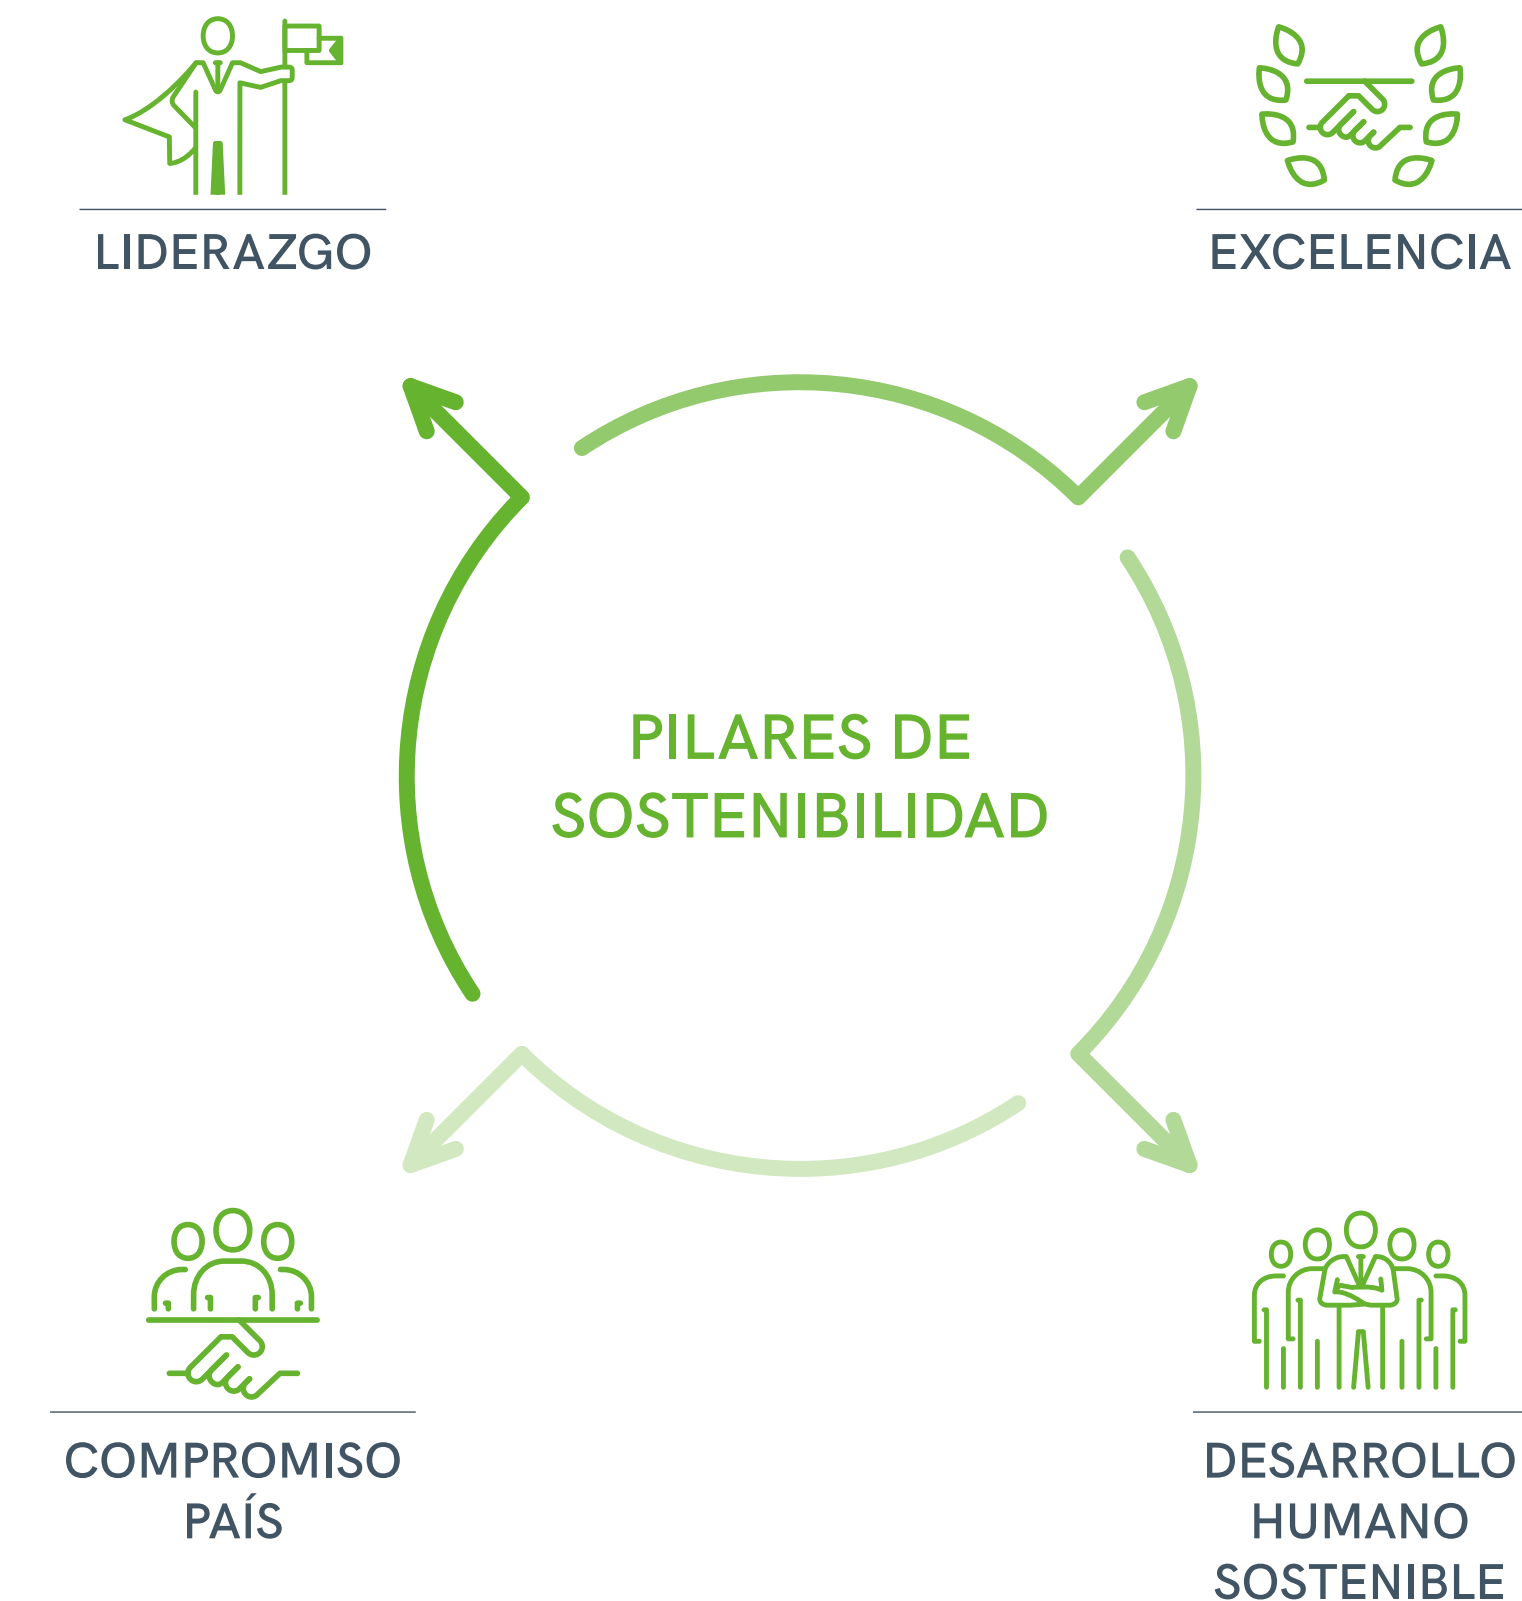 LIDERAZGO
EXCELENCIA
PILARES DE
SOSTENIBILIDAD
COMPROMISO
PAÍS
DESARROLLO
HUMANO
SOSTENIBLE